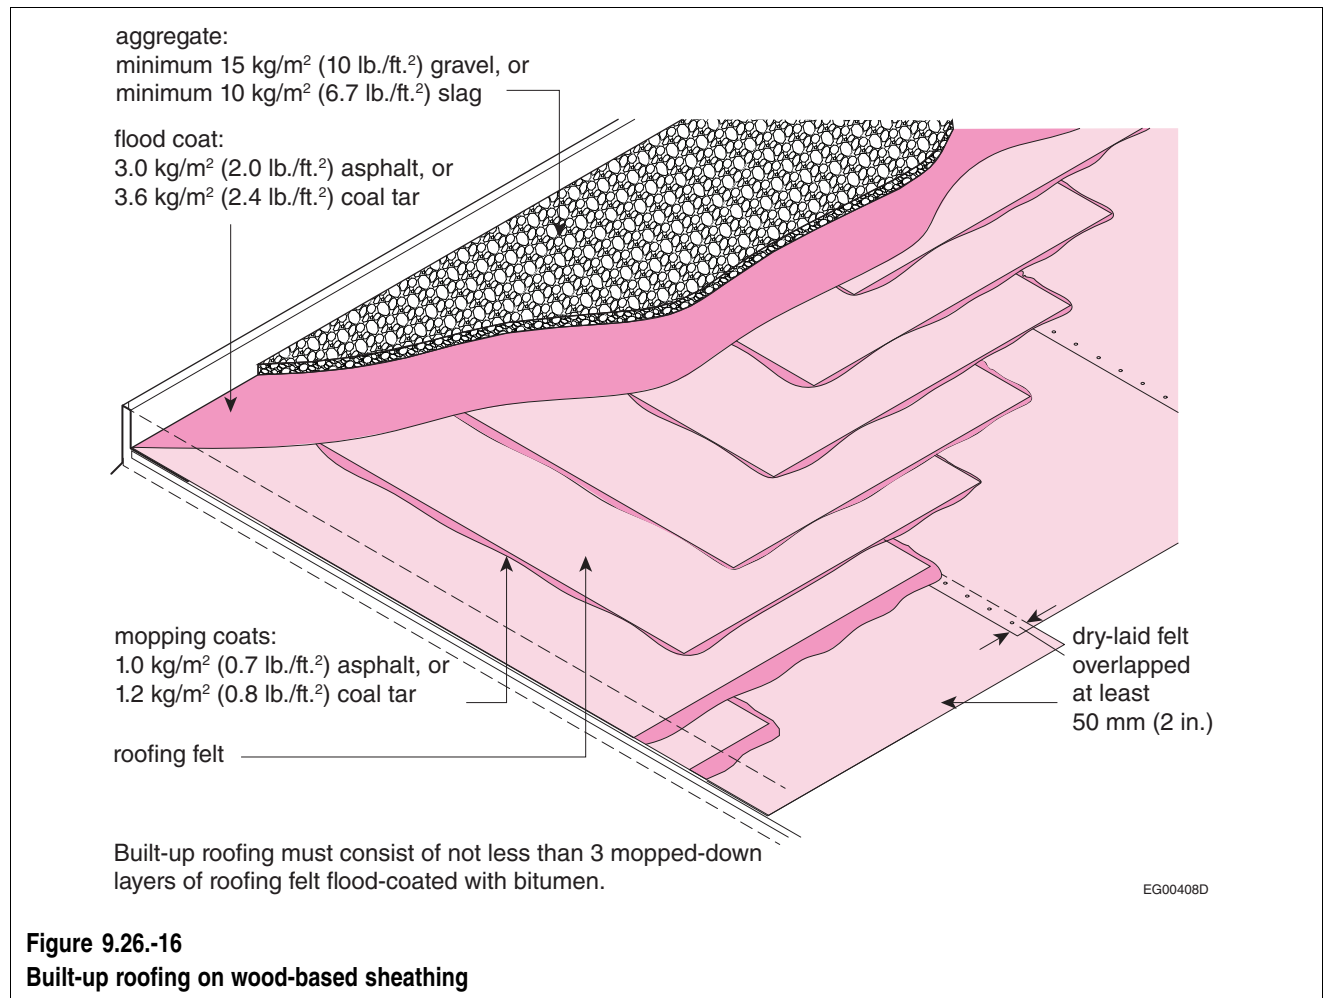 aggregate:
minimum 15 kg/m² (10 lb./ft.²) gravel, or
minimum 10 kg/m² (6.7 lb./ft.²) slag
flood coat:
3.0 kg/m² (2.0 lb./ft.²) asphalt, or
3.6 kg/m² (2.4 lb./ft.²) coal tar
mopping coats:
1.0 kg/m² (0.7 lb./ft.²) asphalt, or
1.2 kg/m² (0.8 lb./ft.²) coal tar
roofing felt
dry-laid felt
overlapped
at least
50 mm (2 in.)
Built-up roofing must consist of not less than 3 mopped-down
layers of roofing felt flood-coated with bitumen.
EG00408D
Figure 9.26.-16
Built-up roofing on wood-based sheathing